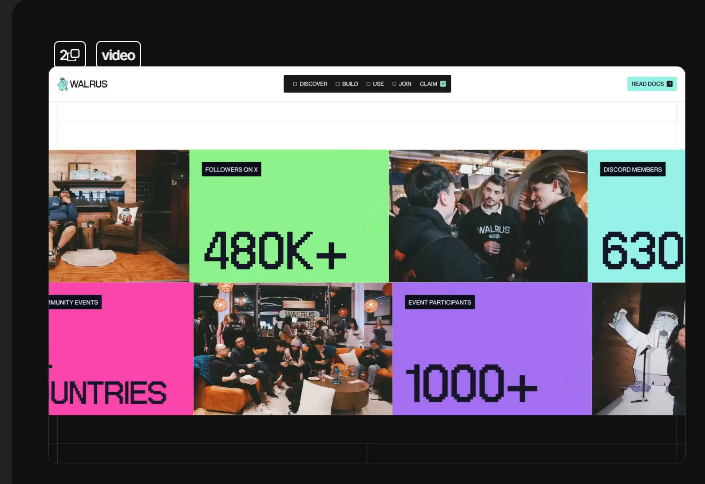 video
WALRUS
DISCOVER BUILD USE JOIN CLAIM
READ DOCS
FOLLOWERS ON X
480K+
WALRUS
DISCORD MEMBERS
630
MUNITY EVENTS
UNTRIES
EVENT PARTICIPANTS
1000+